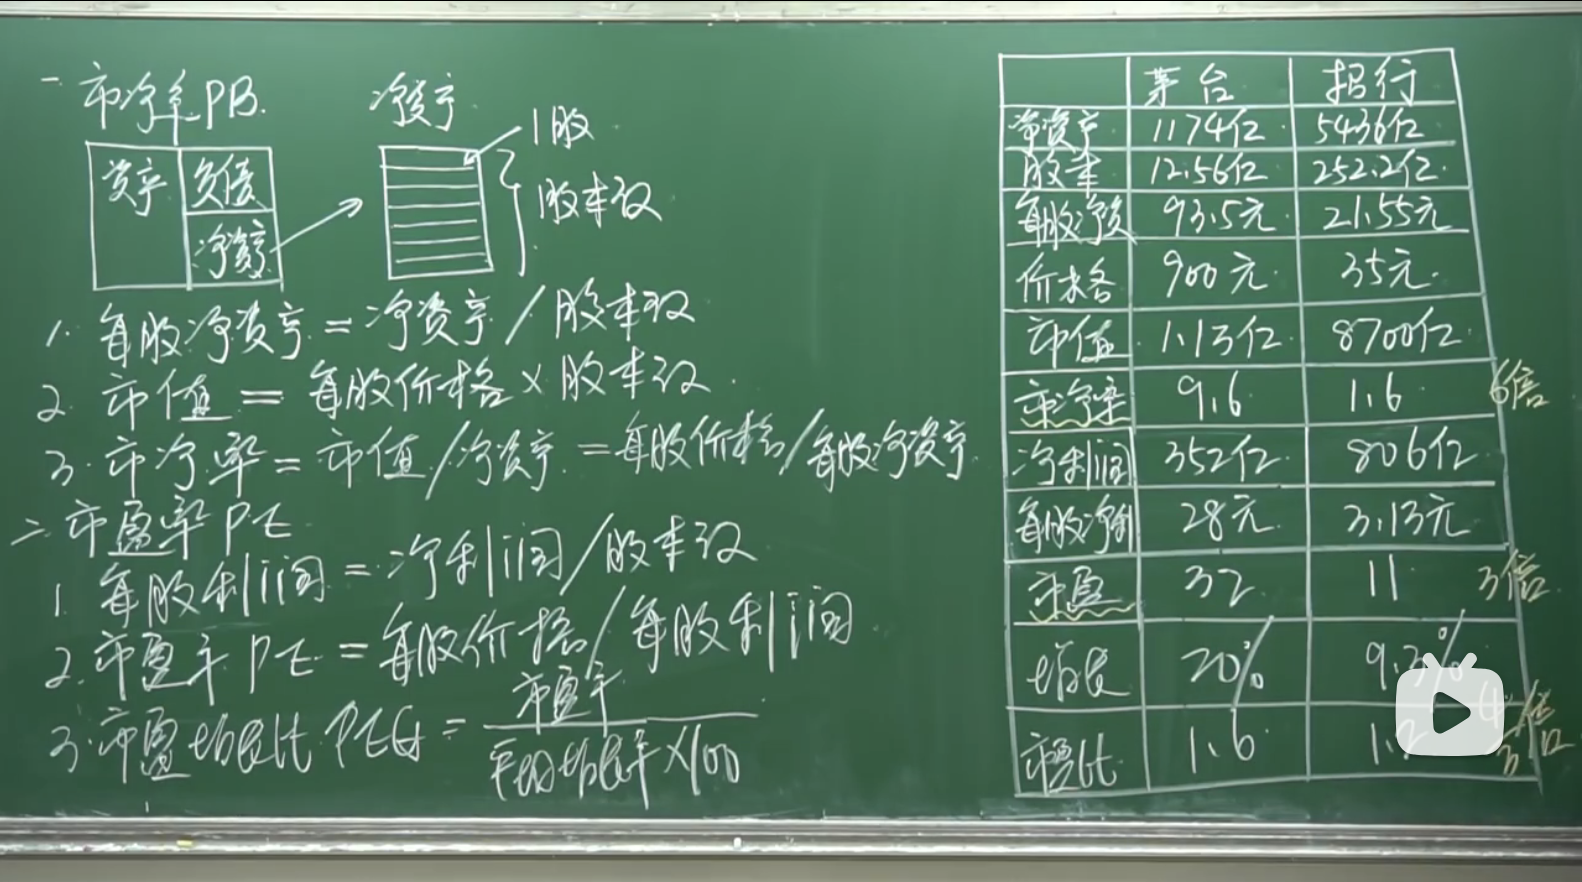 一. 市净率PB.
净资产
1股
资产 负债
净资产
股本数
1. 每股净资产 = 净资产 / 股本数
2. 市值 = 每股价格 × 股本数
3. 市净率 = 市值/净资产 = 每股价格/每股净资产
二. 市盈率PE
1. 每股利润 = 净利润/股本数
2. 市盈率PE = 每股价格/每股利润
3. 市盈增长比 PEG = 市盈率 / 平均增长率×100
茅台 招行
净资产 1174亿 5436亿
股本 12.56亿 252.2亿
每股净资 93.5元 21.55元
价格 900元 35元
市值 1.13亿 8700亿
市净率 9.6 1.6 6倍
净利润 352亿 806亿
每股净利 28元 3.13元
市盈 32 11 3倍
增长 20% 9.3%
市盈比 1.6 1.2